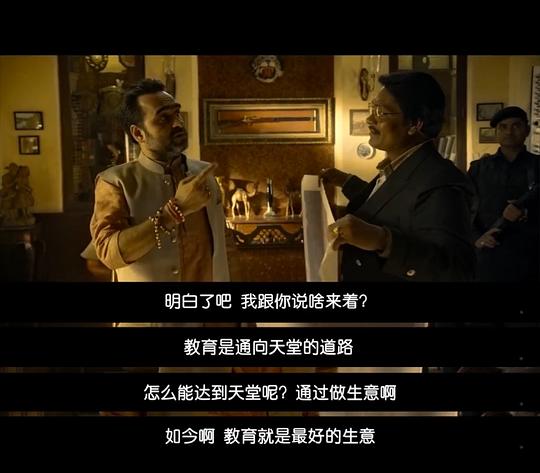 明白了吧 我跟你说啥来着?
教育是通向天堂的道路
怎么能达到天堂呢? 通过做生意啊
如今啊 教育就是最好的生意